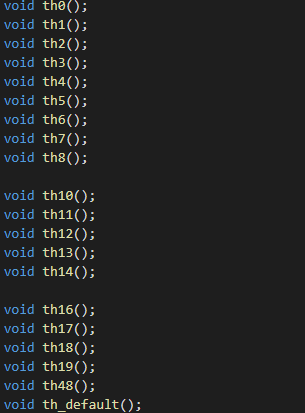 void th0();
void th1();
void th2();
void th3();
void th4();
void th5();
void th6();
void th7();
void th8();
void th10();
void th11();
void th12();
void th13();
void th14();
void th16();
void th17();
void th18();
void th19();
void th48();
void th_default();